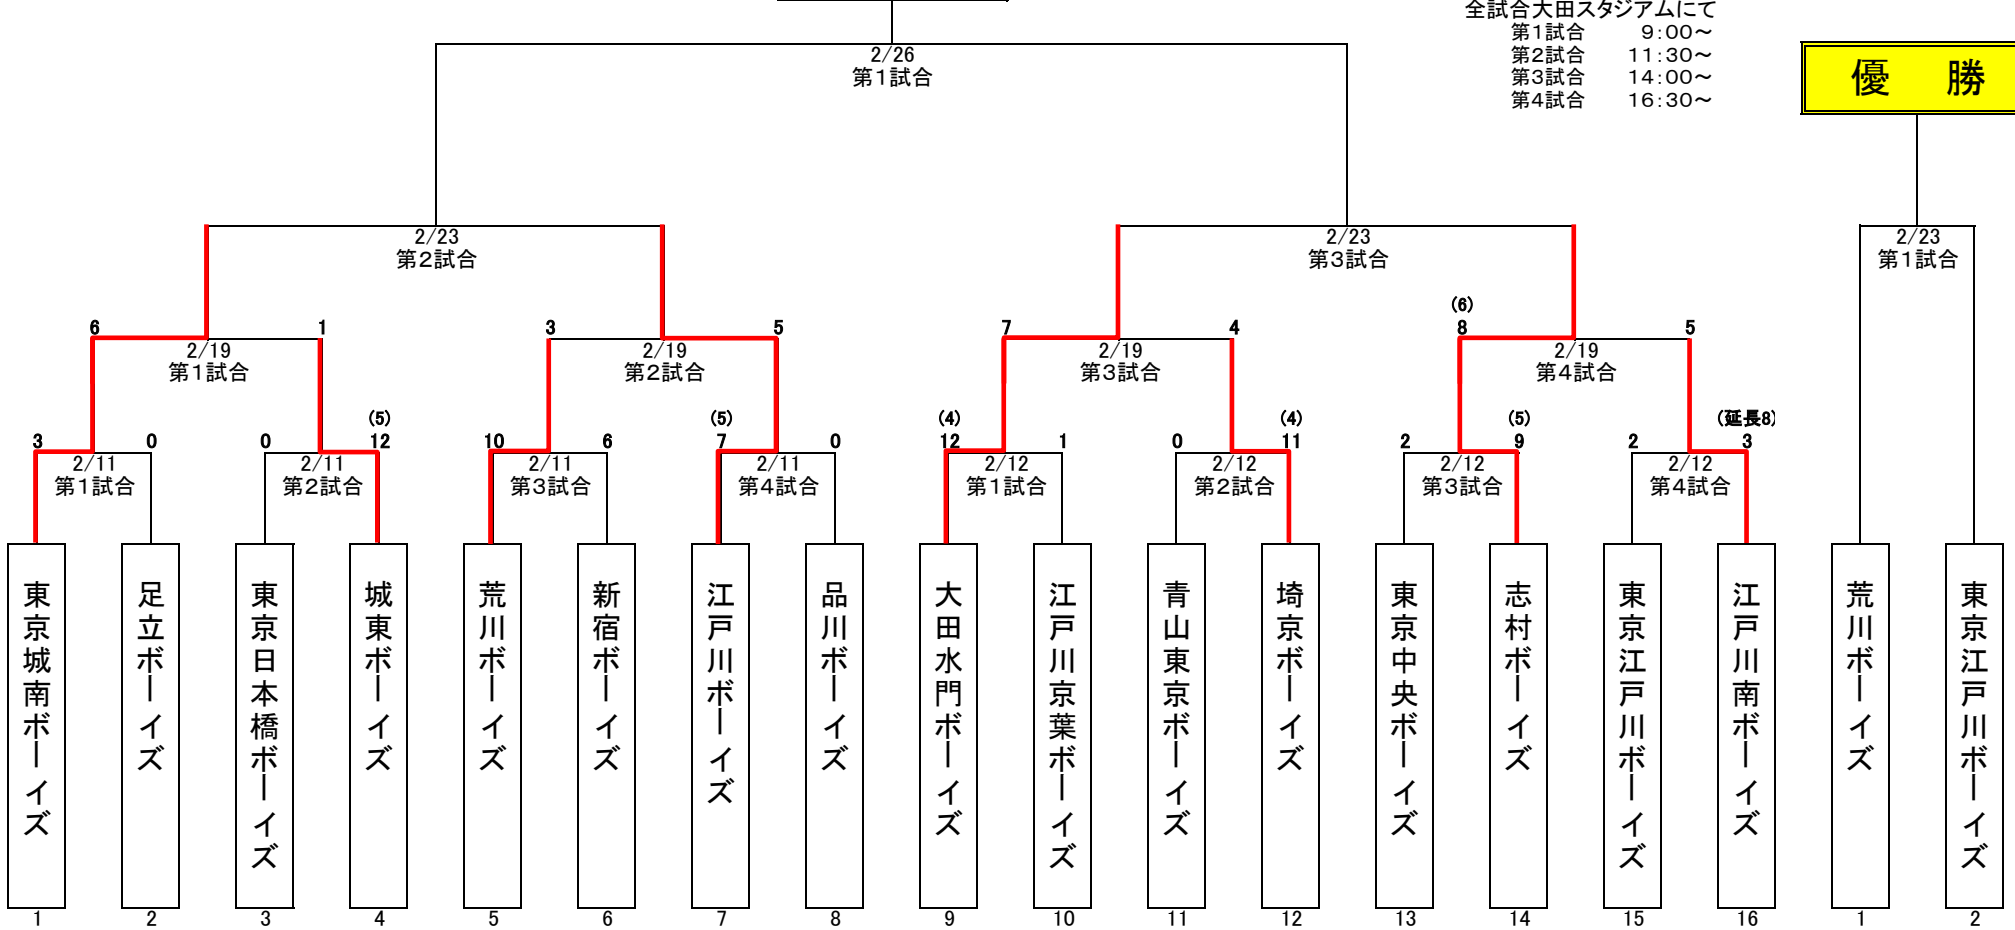 全試合大田スタジアムにて
第1試合 9:00～
第2試合 11:30～
第3試合 14:00～
第4試合 16:30～
優 勝
2/26
第1試合
2/23
第2試合
2/23
第3試合
2/23
第1試合
6
1
2/19
第1試合
3
5
2/19
第2試合
7
4
2/19
第3試合
(6)
8
5
2/19
第4試合
3
0
2/11
第1試合
0
(5)
12
2/11
第2試合
10
6
2/11
第3試合
(5)
7
0
2/11
第4試合
(4)
12
1
2/12
第1試合
0
(4)
11
2/12
第2試合
2
(5)
9
2/12
第3試合
2
(延長8)
3
2/12
第4試合
東京城南ボーイズ
足立ボーイズ
東京日本橋ボーイズ
城東ボーイズ
荒川ボーイズ
新宿ボーイズ
江戸川ボーイズ
品川ボーイズ
大田水門ボーイズ
江戸川京葉ボーイズ
青山東京ボーイズ
埼京ボーイズ
東京中央ボーイズ
志村ボーイズ
東京江戸川ボーイズ
江戸川南ボーイズ
荒川ボーイズ
東京江戸川ボーイズ
1 2 3 4 5 6 7 8 9 10 11 12 13 14 15 16 1 2